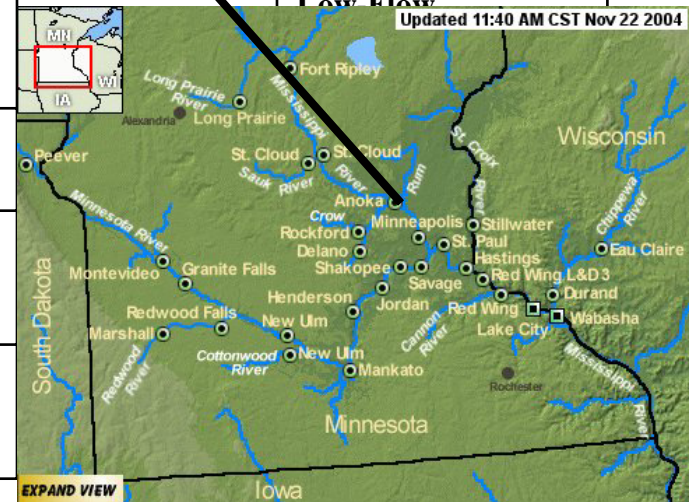 Low Flow
Updated 11:40 AM CST Nov 22 2004
MN
WI
IA
Fort Ripley
Long Prairie
River
Long Prairie
Alexandria
Mississippi
River
St. Cloud
St. Cloud
Sauk River
Peever
St. Croix
River
Wisconsin
Rum
Anoka
Crow
Minneapolis
Stillwater
Chippewa
River
Rockford
St. Paul
Eau Claire
Delano
Hastings
Minnesota River
Montevideo
Granite Falls
Shakopee
Savage
Red Wing L&D3
Henderson
Jordan
Red Wing
Durand
Redwood Falls
New Ulm
Lake City
Wabasha
Marshall
Cannon
River
South Dakota
Redwood
River
Cottonwood
River
New Ulm
Mankato
Mississippi
River
Rochester
Minnesota
EXPAND VIEW
Iowa